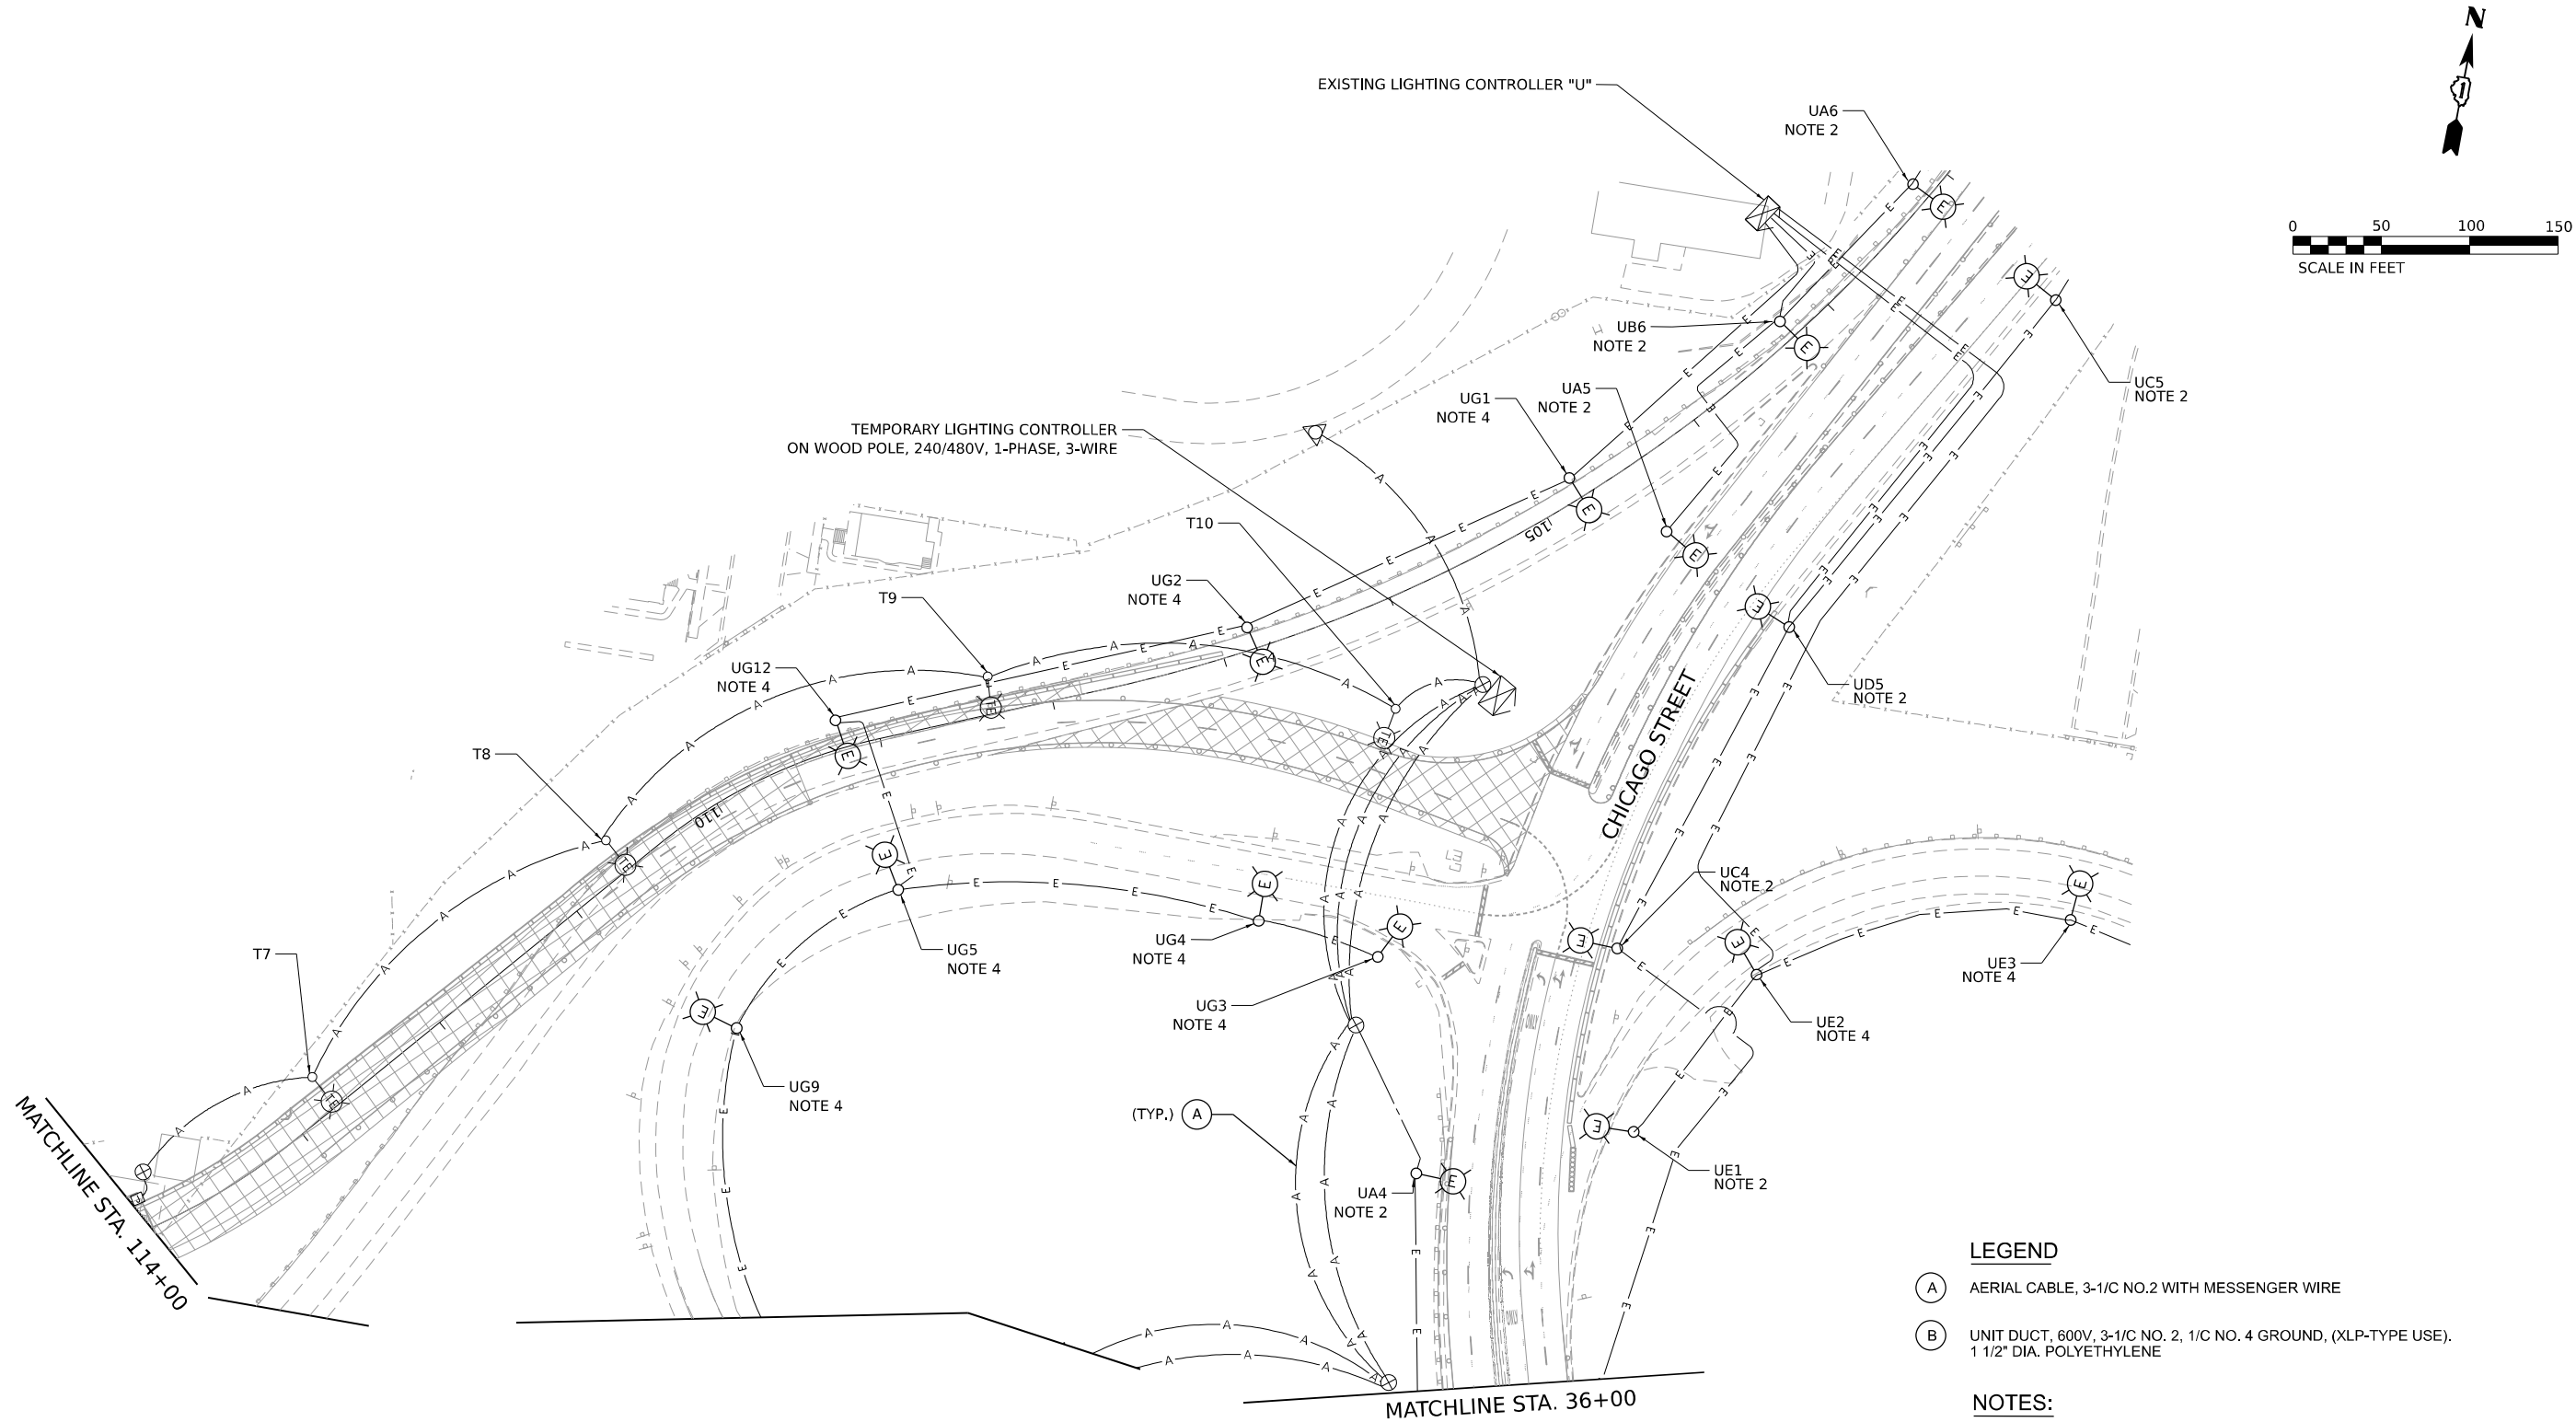 N
1
EXISTING LIGHTING CONTROLLER "U"
UA6
NOTE 2
0 50 100 150
SCALE IN FEET
UB6
NOTE 2
UC5
NOTE 2
UA5
NOTE 2
UG1
NOTE 4
TEMPORARY LIGHTING CONTROLLER
ON WOOD POLE, 240/480V, 1-PHASE, 3-WIRE
T10
105
UG2
NOTE 4
T9
UG12
NOTE 4
UD5
NOTE 2
CHICAGO STREET
T8
110
UC4
NOTE 2
UG5
NOTE 4
UG4
NOTE 4
UG3
NOTE 4
T7
UE3
NOTE 4
UE2
NOTE 4
UG9
NOTE 4
(TYP.) A
UE1
NOTE 2
UA4
NOTE 2
ONLY
ONLY
MATCHLINE STA. 114+00
MATCHLINE STA. 36+00
LEGEND
A AERIAL CABLE, 3-1/C NO.2 WITH MESSENGER WIRE
B UNIT DUCT, 600V, 3-1/C NO. 2, 1/C NO. 4 GROUND, (XLP-TYPE USE).
1 1/2" DIA. POLYETHYLENE
NOTES: